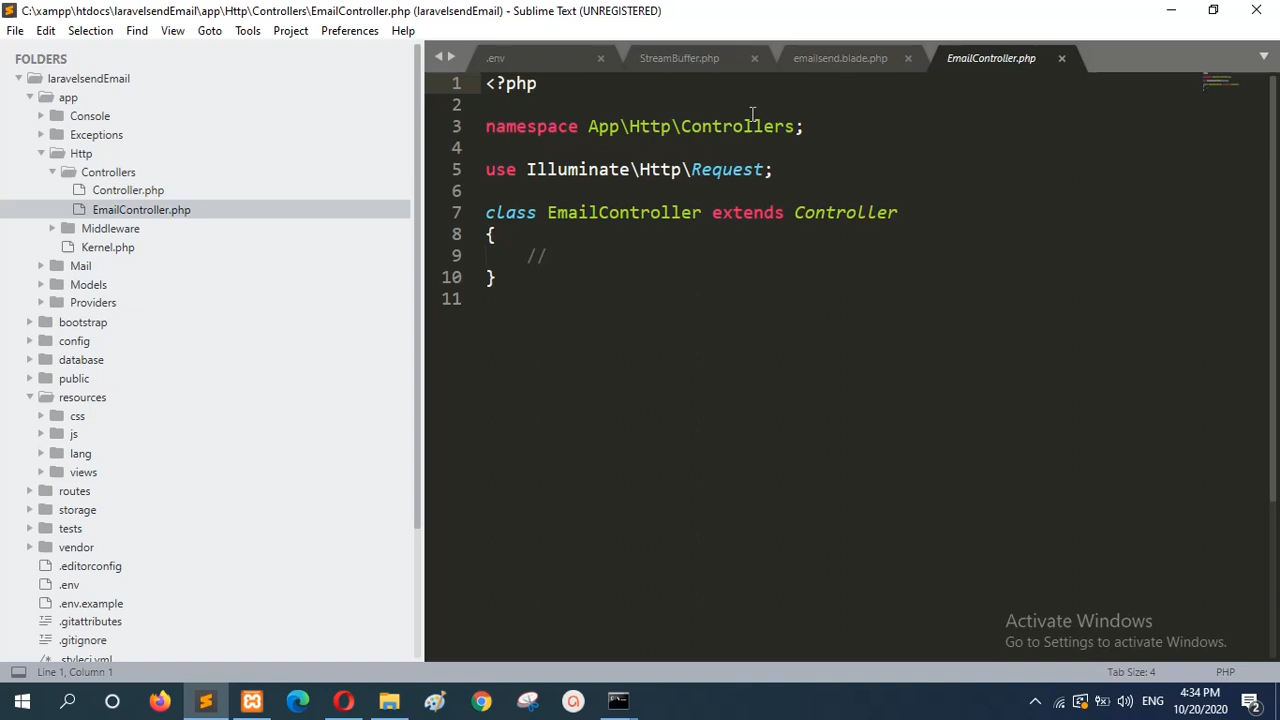 C:\xampp\htdocs\laravelsendEmail\app\Http\Controllers\EmailController.php (laravelsendEmail) - Sublime Text (UNREGISTERED)
File Edit Selection Find View Goto Tools Project Preferences Help
FOLDERS
laravelsendEmail
app
Console
Exceptions
Http
Controllers
Controller.php
EmailController.php
Middleware
Kernel.php
Mail
Models
Providers
bootstrap
config
database
public
resources
css
js
lang
views
routes
storage
tests
vendor
.editorconfig
.env
.env.example
.gitattributes
.gitignore
.styleci.yml
.env StreamBuffer.php emailsend.blade.php EmailController.php
1 <?php
2
3 namespace App\Http\Controllers;
4
5 use Illuminate\Http\Request;
6
7 class EmailController extends Controller
8 {
9 //
10 }
11
Activate Windows
Go to Settings to activate Windows.
Line 1, Column 1 Tab Size: 4 PHP
ENG 4:34 PM
10/20/2020 2